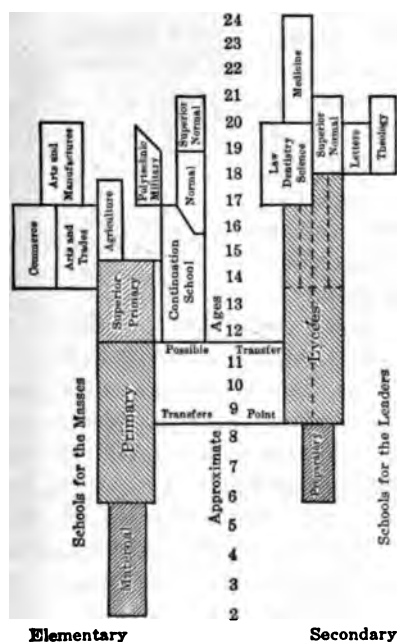 24
23
22
21
20
19
18
17
16
15
14
13
12
11
10
9
8
7
6
5
4
3
2
Ages
Approximate
Schools for the Masses
Arts and
Manufactures
Commerce
Arts and
Trades
Agriculture
Superior
Primary
Primary
Maternal
Polytechnic
Military
Superior
Normal
Normal
Continuation
School
Possible Transfer
Transfers Point
Medicine
Law
Dentistry
Science
Superior
Normal
Letters
Theology
Lycees
Preparatory
Schools for the Leaders
Elementary Secondary